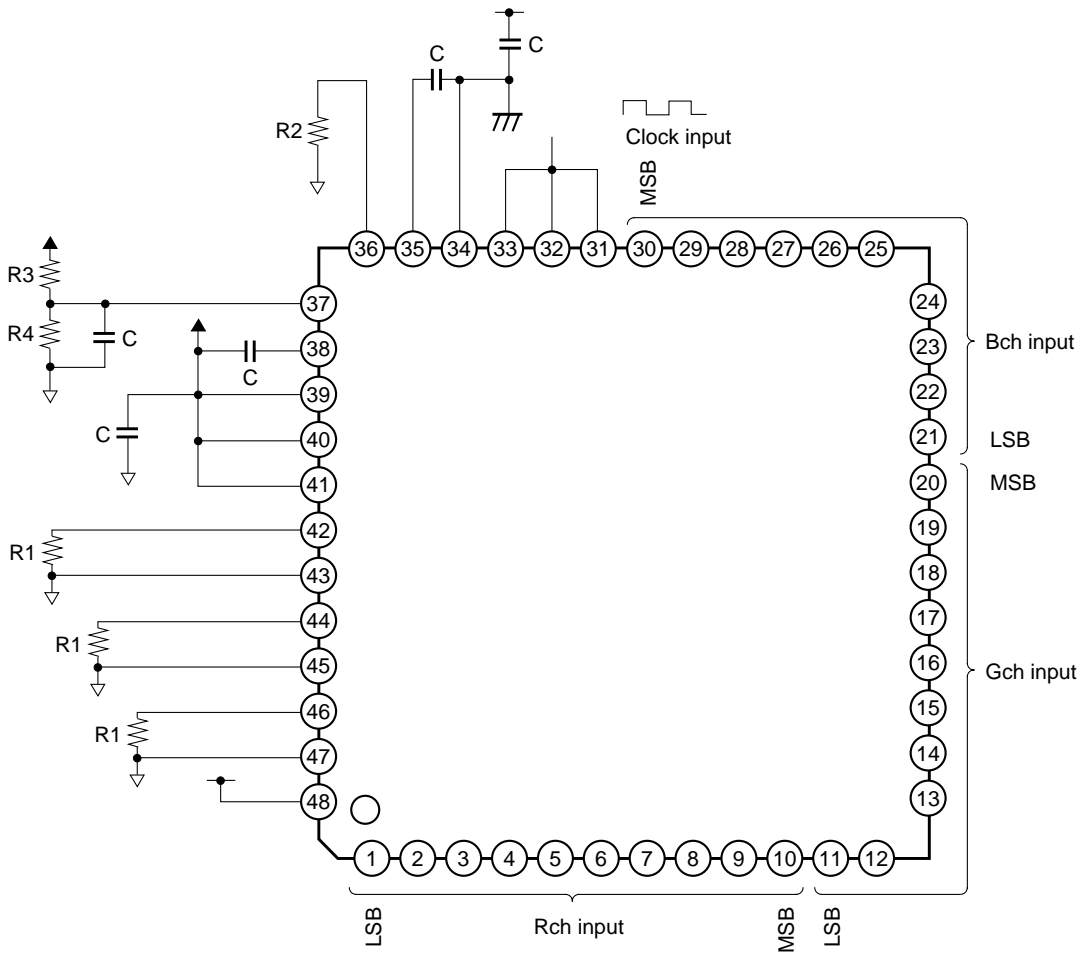 C
C
R2
Clock input
MSB
36 35 34 33 32 31 30 29 28 27 26 25
R3
R4
C
37
38
C
39
C
40
41
R1
42
43
R1
44
45
R1
46
47
48
24
23
Bch input
22
21 LSB
20 MSB
19
18
17
16
Gch input
15
14
13
1 2 3 4 5 6 7 8 9 10 11 12
LSB
Rch input
MSB
LSB